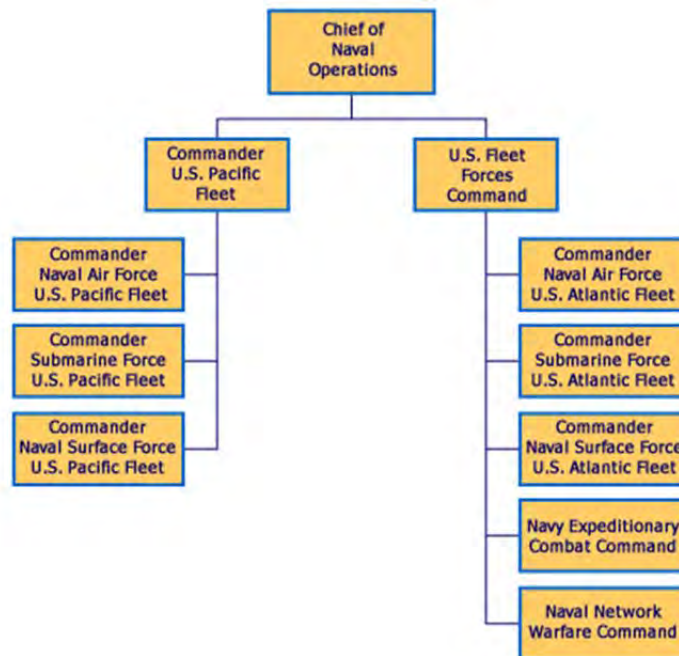 Chief of
Naval
Operations
Commander
U.S. Pacific
Fleet
U.S. Fleet
Forces
Command
Commander
Naval Air Force
U.S. Pacific Fleet
Commander
Submarine Force
U.S. Pacific Fleet
Commander
Naval Surface Force
U.S. Pacific Fleet
Commander
Naval Air Force
U.S. Atlantic Fleet
Commander
Submarine Force
U.S. Atlantic Fleet
Commander
Naval Surface Force
U.S. Atlantic Fleet
Navy Expeditionary
Combat Command
Naval Network
Warfare Command